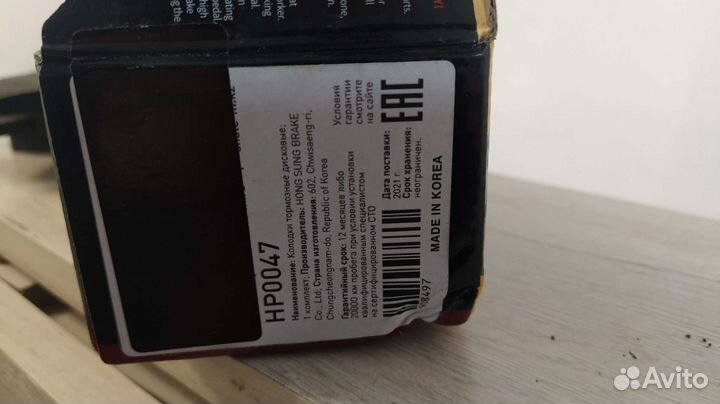 HP0047
Наименование: Колодки тормозные дисковые;
1 комплект; Производитель: HONG SUNG BRAKE
Co., Ltd; Страна изготовления: 602, Chwisaeng-ri,
Chungcheongnam-do, Republic of Korea
Гарантийный срок: 12 месяцев либо
20000 км пробега при условии установки
квалифицированным специалистом
на сертифицированном СТО
Условия
гарантии
смотрите
на сайте
EAC
Дата поставки:
2021 г.
Срок хранения:
неограничен.
MADE IN KOREA
98497
Avito